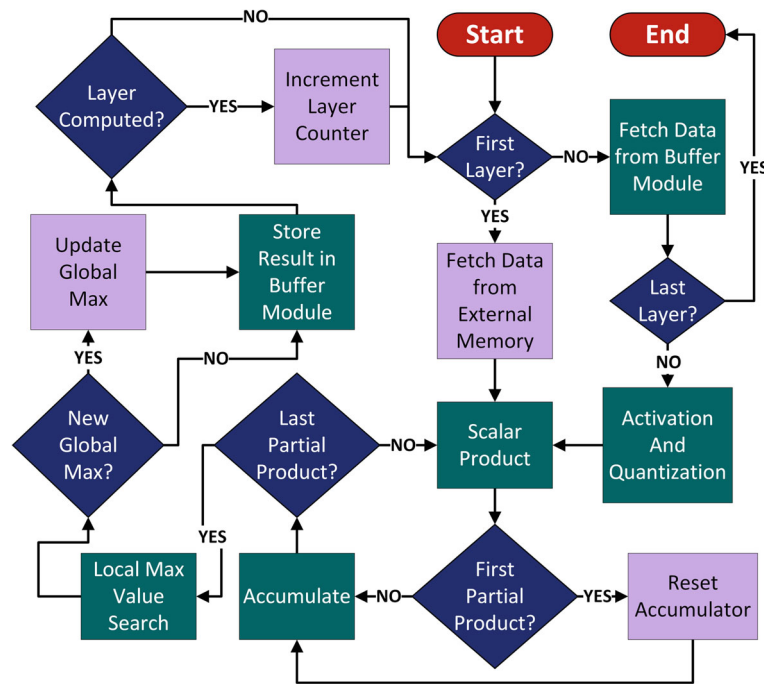 NO
Start
End
Layer
Computed?
YES
Increment
Layer
Counter
First
Layer?
NO
Fetch Data
from Buffer
Module
YES
YES
Update
Global
Max
Store
Result in
Buffer
Module
Fetch Data
from
External
Memory
Last
Layer?
YES
NO
NO
New
Global
Max?
Last
Partial
Product?
NO
Scalar
Product
Activation
And
Quantization
YES
Local Max
Value
Search
Accumulate
NO
First
Partial
Product?
YES
Reset
Accumulator